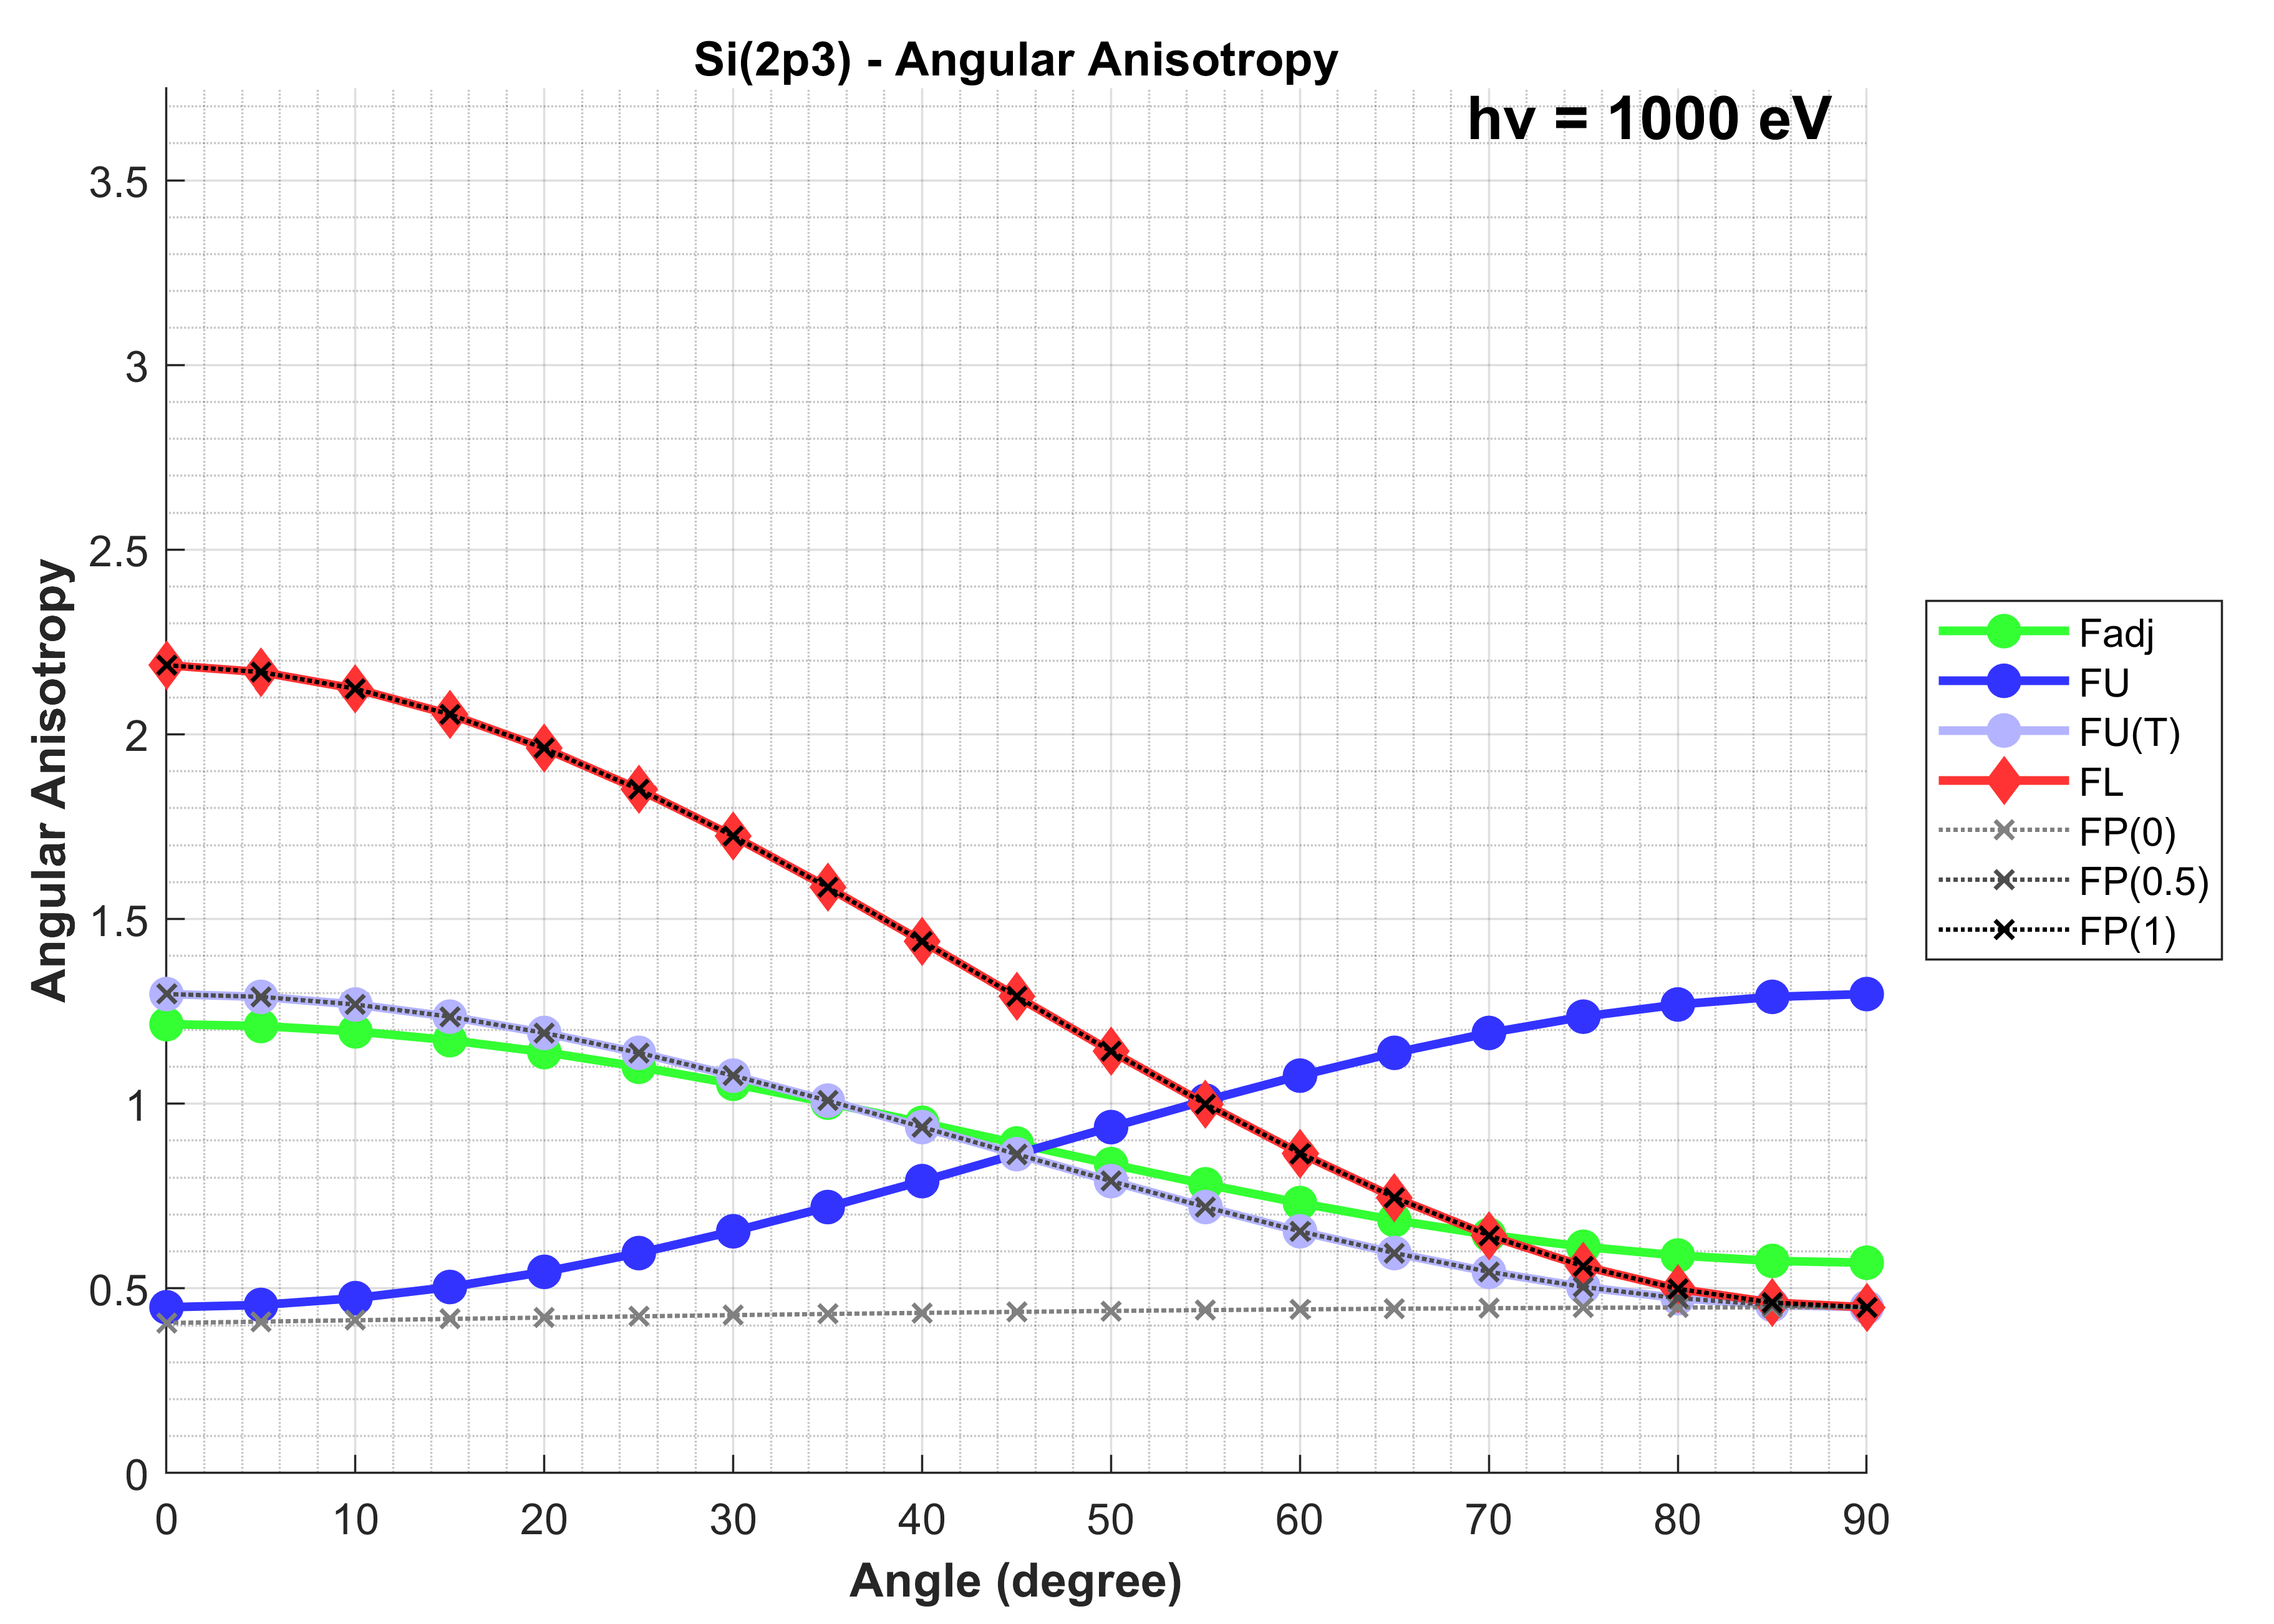 Si(2p3) - Angular Anisotropy
hν = 1000 eV
Angular Anisotropy
3.5
3
2.5
2
1.5
1
0.5
0
0 10 20 30 40 50 60 70 80 90
Angle (degree)
Fadj
FU
FU(T)
FL
FP(0)
FP(0.5)
FP(1)